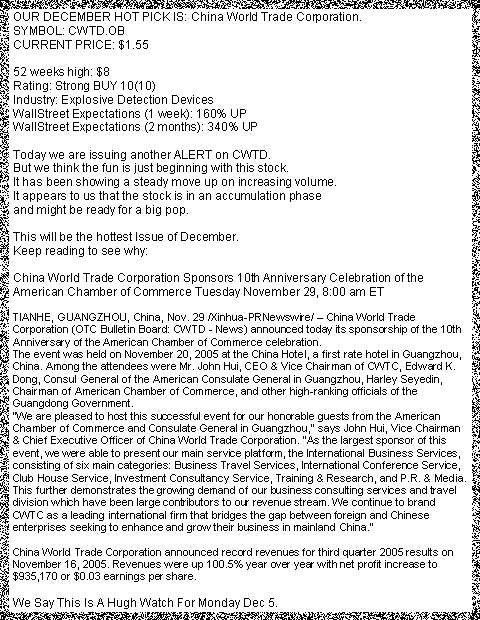 OUR DECEMBER HOT PICK IS: China World Trade Corporation.
SYMBOL: CWTD.OB
CURRENT PRICE: $1.55
52 weeks high: $8
Rating: Strong BUY 10(10)
Industry: Explosive Detection Devices
WallStreet Expectations (1 week): 160% UP
WallStreet Expectations (2 months): 340% UP
Today we are issuing another ALERT on CWTD.
But we think the fun is just beginning with this stock.
It has been showing a steady move up on increasing volume.
It appears to us that the stock is in an accumulation phase
and might be ready for a big pop.
This will be the hottest Issue of December.
Keep reading to see why:
China World Trade Corporation Sponsors 10th Anniversary Celebration of the
American Chamber of Commerce Tuesday November 29, 8:00 am ET
TIANHE, GUANGZHOU, China, Nov. 29 /Xinhua-PRNewswire/ -- China World Trade
Corporation (OTC Bulletin Board: CWTD - News) announced today its sponsorship of the 10th
Anniversary of the American Chamber of Commerce celebration.
The event was held on November 20, 2005 at the China Hotel, a first rate hotel in Guangzhou,
China. Among the attendees were Mr. John Hui, CEO & Vice Chairman of CWTC, Edward K.
Dong, Consul General of the American Consulate General in Guangzhou, Harley Seyedin,
Chairman of American Chamber of Commerce, and other high-ranking officials of the
Guangdong Government.
"We are pleased to host this successful event for our honorable guests from the American
Chamber of Commerce and Consulate General in Guangzhou," says John Hui, Vice Chairman
& Chief Executive Officer of China World Trade Corporation. "As the largest sponsor of this
event, we were able to present our main service platform, the International Business Services,
consisting of six main categories: Business Travel Services, International Conference Service,
Club House Service, Investment Consultancy Service, Training & Research, and P.R. & Media.
This further demonstrates the growing demand of our business consulting services and travel
division which have been large contributors to our revenue stream. We continue to brand
CWTC as a leading international firm that bridges the gap between foreign and Chinese
enterprises seeking to enhance and grow their business in mainland China."
China World Trade Corporation announced record revenues for third quarter 2005 results on
November 16, 2005. Revenues were up 100.5% year over year with net profit increase to
$935,170 or $0.03 earnings per share.
We Say This Is A Hugh Watch For Monday Dec 5.